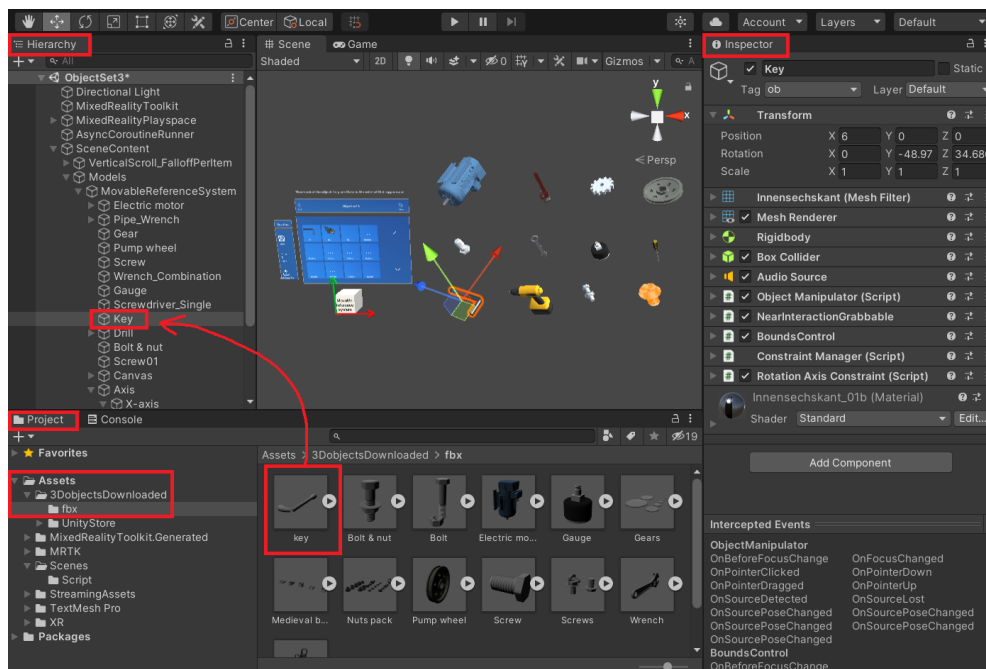 Center Local Account Layers Default
Hierarchy
All
ObjectSet3*
Directional Light
MixedRealityToolkit
MixedRealityPlayspace
AsyncCoroutineRunner
SceneContent
VerticalScroll_FalloffPerItem
Models
MovableReferenceSystem
Electric motor
Pipe_Wrench
Gear
Pump wheel
Screw
Wrench_Combination
Gauge
Screwdriver_Single
Key
Drill
Bolt & nut
Screw01
Canvas
Axis
X-axis
Scene Game
Shaded 2D 0 Gizmos A
y
x
Persp
Movable
reference
system
Inspector
Key Static
Tag ob Layer Default
Transform
Position X 6 Y 0 Z 0
Rotation X 0 Y -48.97 Z 34.686
Scale X 1 Y 1 Z 1
Innensechskant (Mesh Filter)
Mesh Renderer
Rigidbody
Box Collider
Audio Source
# Object Manipulator (Script)
# NearInteractionGrabbable
# BoundsControl
# Constraint Manager (Script)
# Rotation Axis Constraint (Script)
Innensechskant_01b (Material)
Shader Standard Edit...
Add Component
Intercepted Events
ObjectManipulator
OnBeforeFocusChange OnFocusChanged
OnPointerClicked OnPointerDown
OnPointerDragged OnPointerUp
OnSourceDetected OnSourceLost
OnSourcePoseChanged OnSourcePoseChanged
OnSourcePoseChanged OnSourcePoseChanged
OnSourcePoseChanged
BoundsControl
OnBeforeFocusChange OnFocusChanged
Project Console
19
Favorites
Assets
3DobjectsDownloaded
fbx
UnityStore
MixedRealityToolkit.Generated
MRTK
Scenes
Script
StreamingAssets
TextMesh Pro
XR
Packages
Assets > 3DobjectsDownloaded > fbx
key Bolt & nut Bolt Electric mo... Gauge Gears
Medieval b... Nuts pack Pump wheel Screw Screws Wrench